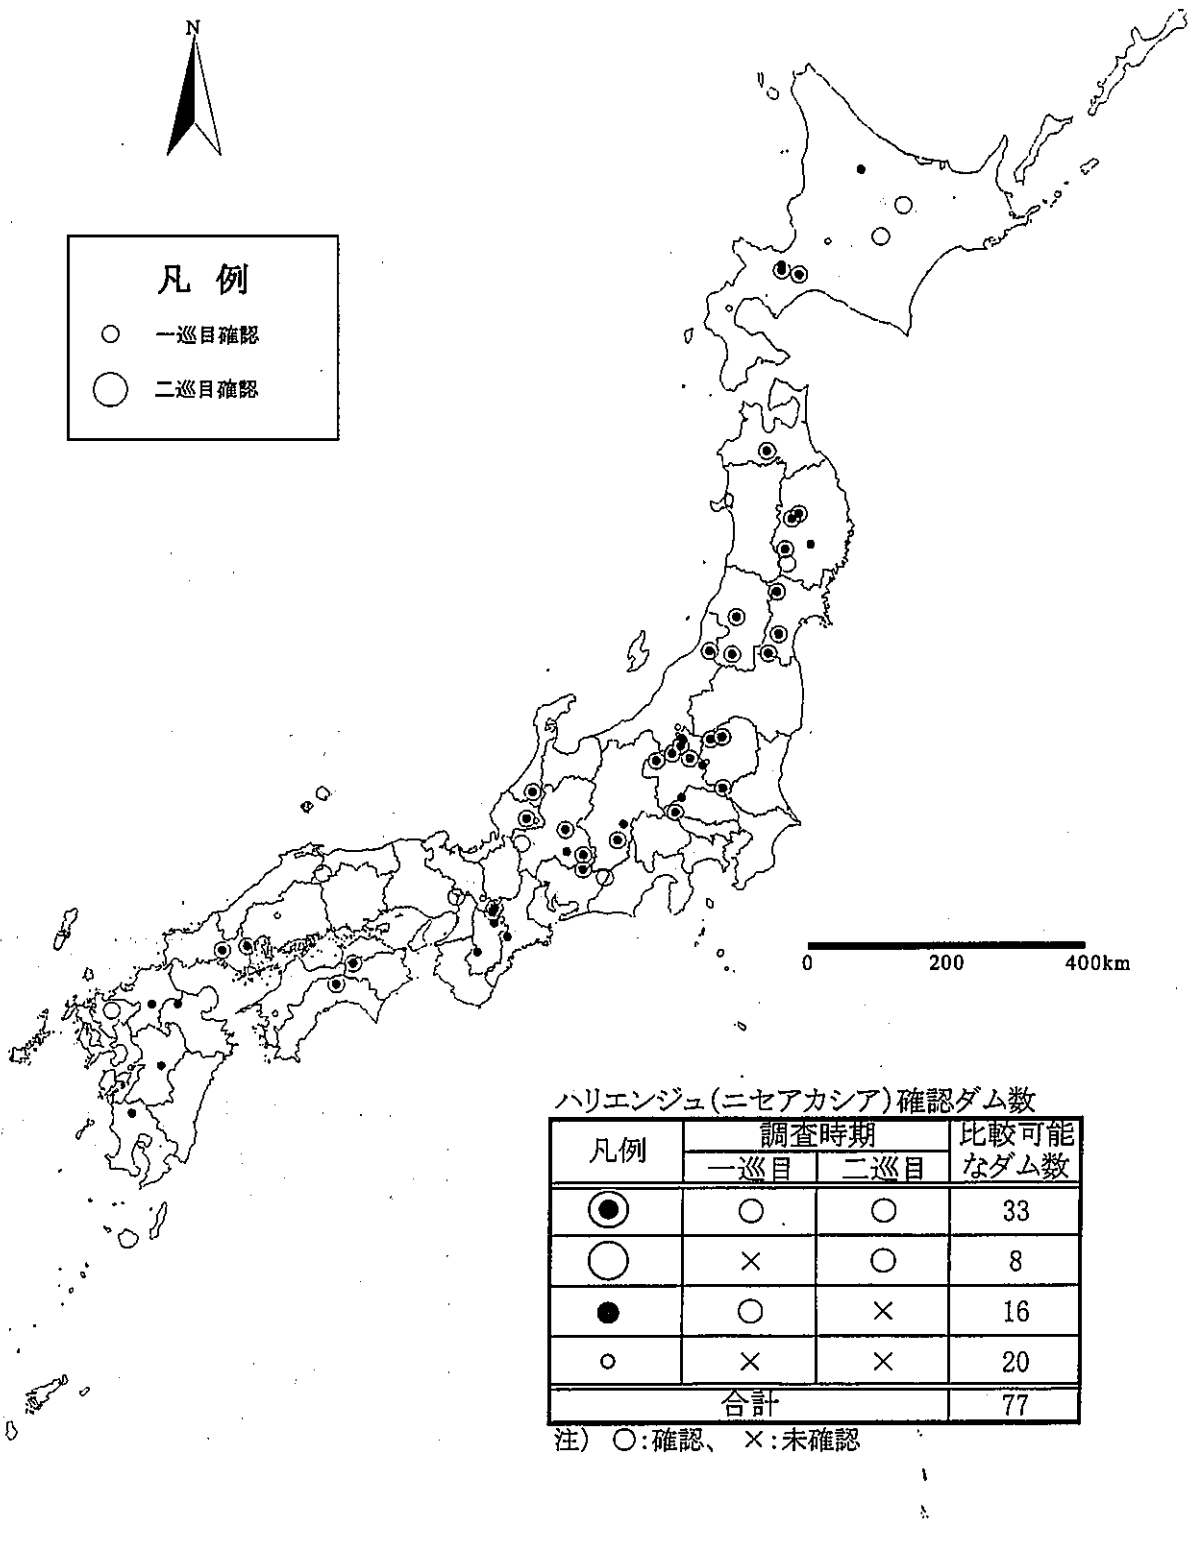 N
凡 例
一巡目確認
二巡目確認
0 200 400km
ハリエンジュ(ニセアカシア)確認ダム数
凡例 調査時期 比較可能なダム数
一巡目 二巡目
○ ○ 33
× ○ 8
○ × 16
× × 20
合計 77
注) ○:確認、 ×:未確認